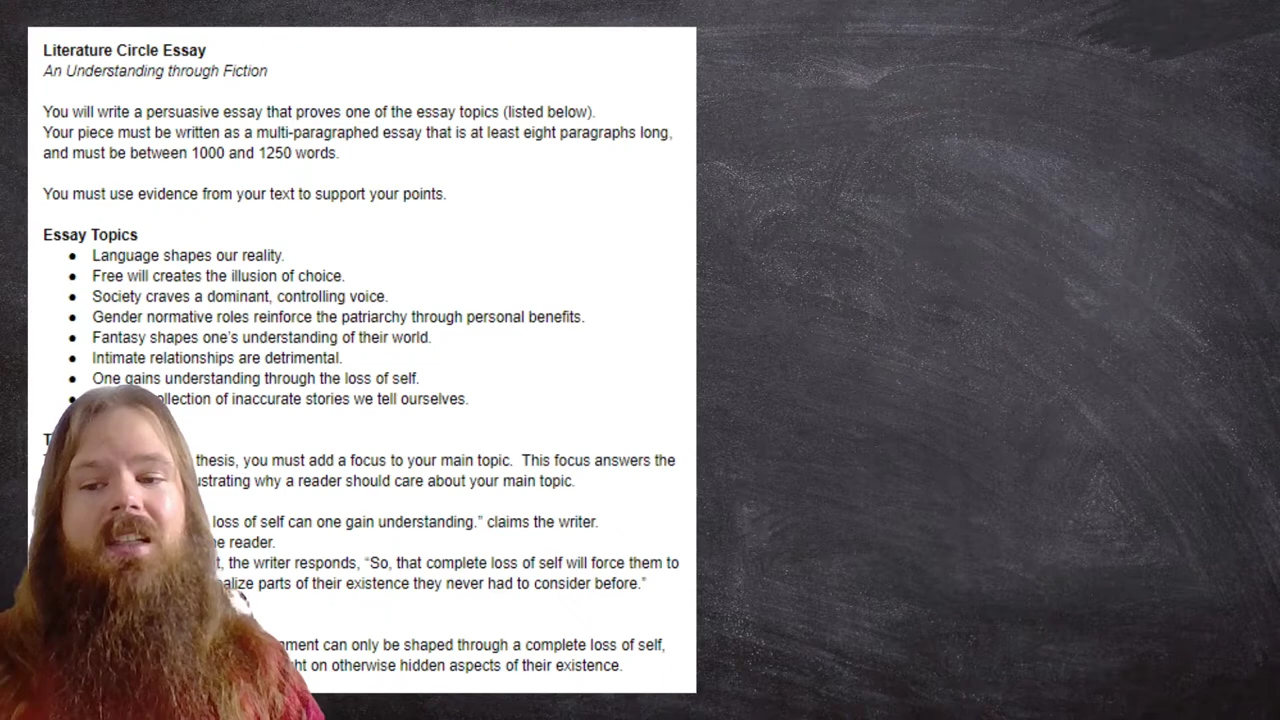 Literature Circle Essay
An Understanding through Fiction
You will write a persuasive essay that proves one of the essay topics (listed below).
Your piece must be written as a multi-paragraphed essay that is at least eight paragraphs long,
and must be between 1000 and 1250 words.
You must use evidence from your text to support your points.
Essay Topics
• Language shapes our reality.
• Free will creates the illusion of choice.
• Society craves a dominant, controlling voice.
• Gender normative roles reinforce the patriarchy through personal benefits.
• Fantasy shapes one’s understanding of their world.
• Intimate relationships are detrimental.
• One gains understanding through the loss of self.
• of inaccurate stories we tell ourselves.
thesis, you must add a focus to your main topic. This focus answers the
why a reader should care about your main topic.
loss of self can one gain understanding.” claims the writer.
reader.
the writer responds, “So, that complete loss of self will force them to
parts of their existence they never had to consider before.”
can only be shaped through a complete loss of self,
on otherwise hidden aspects of their existence.